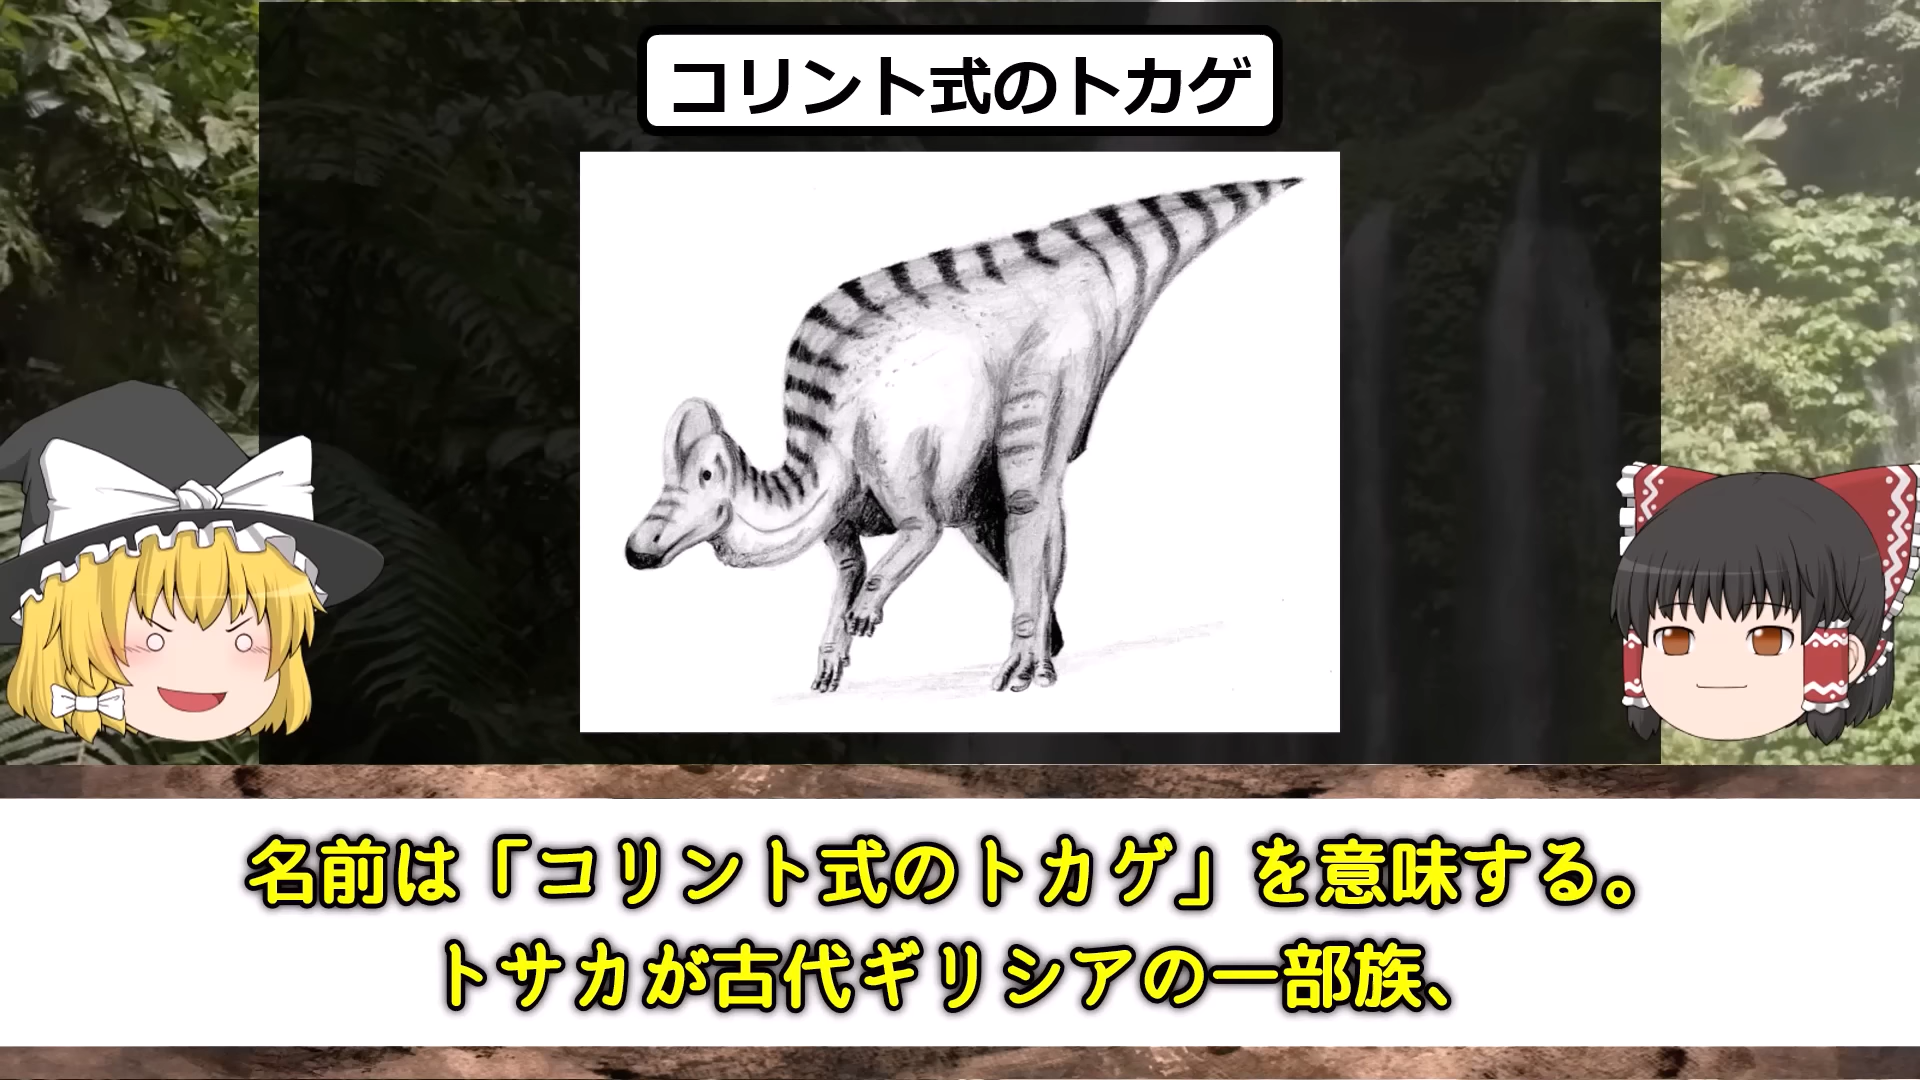 コリント式のトカゲ
名前は「コリント式のトカゲ」を意味する。
トサカが古代ギリシアの一部族、